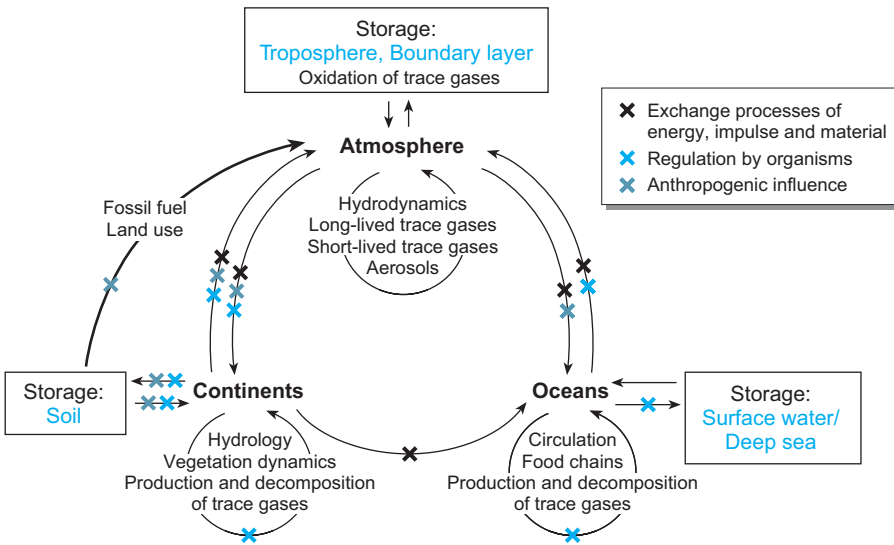 Storage:
Troposphere, Boundary layer
Oxidation of trace gases
Exchange processes of
energy, impulse and material
Regulation by organisms
Anthropogenic influence
Atmosphere
Fossil fuel
Land use
Hydrodynamics
Long-lived trace gases
Short-lived trace gases
Aerosols
Storage:
Soil
Continents
Oceans
Storage:
Surface water/
Deep sea
Hydrology
Vegetation dynamics
Production and decomposition
of trace gases
Circulation
Food chains
Production and decomposition
of trace gases